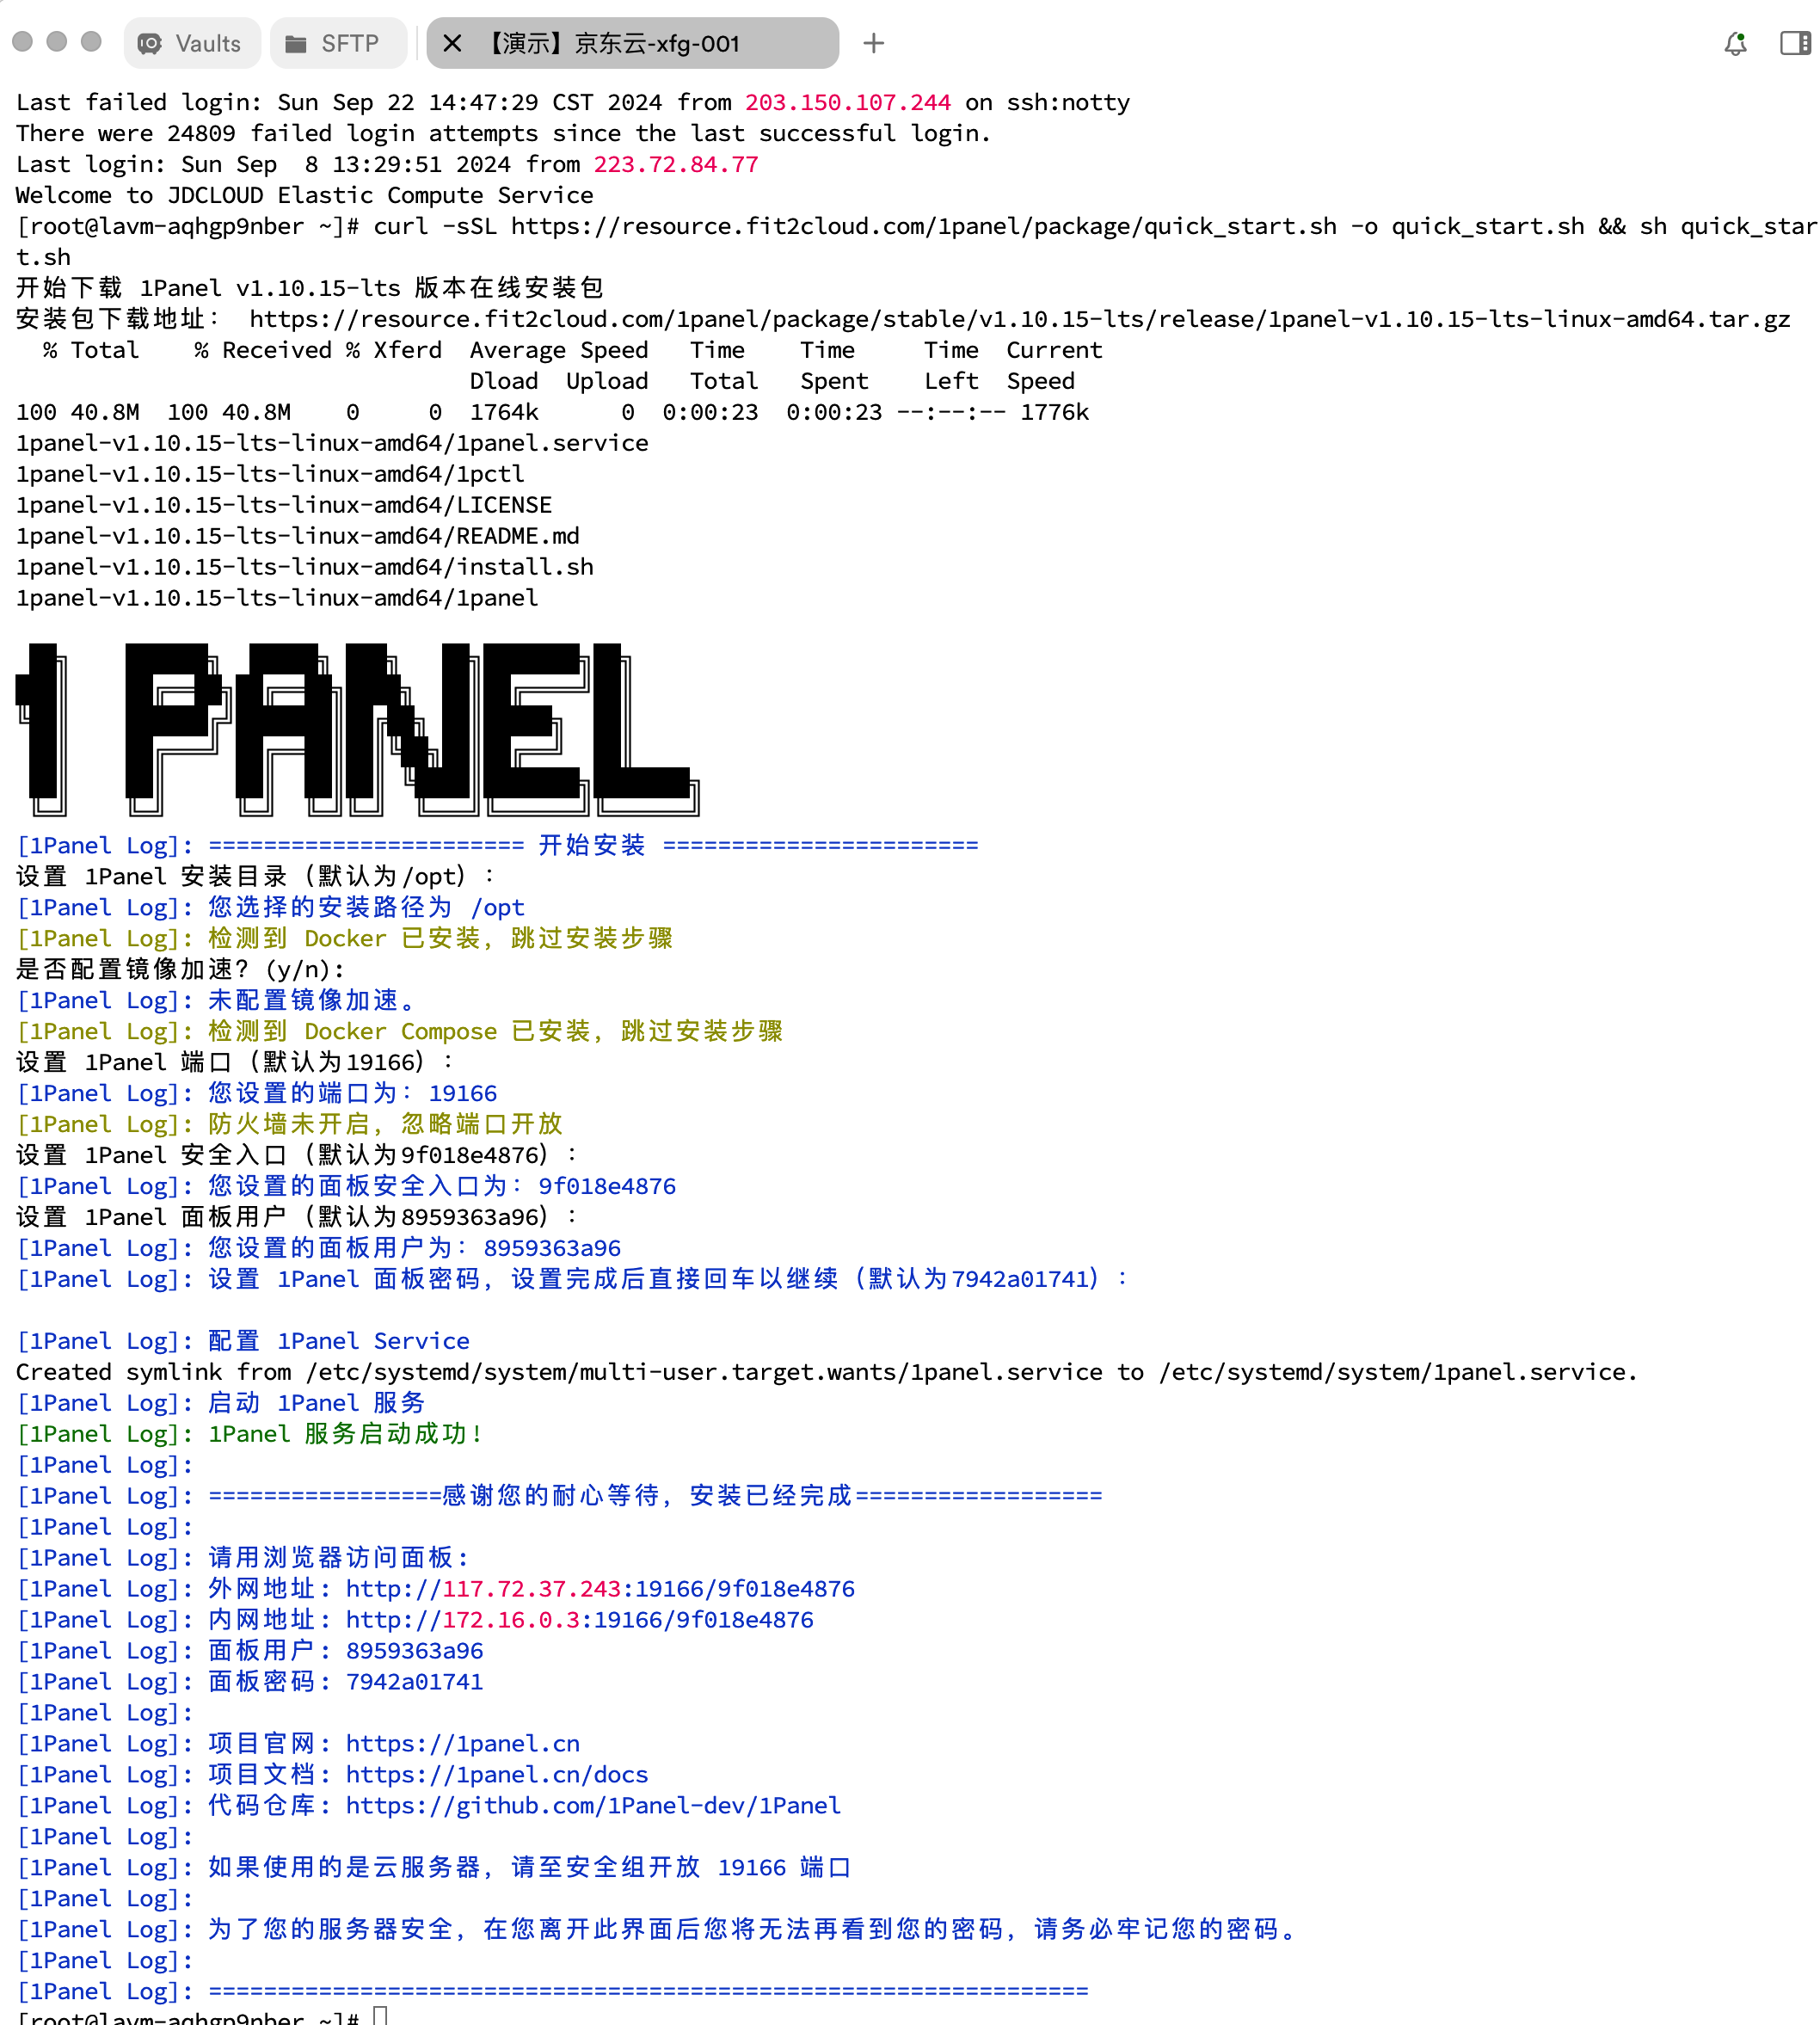 Vaults
SFTP
【演示】京东云-xfg-001
Last failed login: Sun Sep 22 14:47:29 CST 2024 from 203.150.107.244 on ssh:notty
There were 24809 failed login attempts since the last successful login.
Last login: Sun Sep  8 13:29:51 2024 from 223.72.84.77
Welcome to JDCLOUD Elastic Compute Service
[root@lavm-aqhgp9nber ~]# curl -sSL https://resource.fit2cloud.com/1panel/package/quick_start.sh -o quick_start.sh && sh quick_star
t.sh
开始下载 1Panel v1.10.15-lts 版本在线安装包
安装包下载地址： https://resource.fit2cloud.com/1panel/package/stable/v1.10.15-lts/release/1panel-v1.10.15-lts-linux-amd64.tar.gz
  % Total    % Received % Xferd  Average Speed   Time    Time     Time  Current
                                 Dload  Upload   Total   Spent    Left  Speed
100 40.8M  100 40.8M    0     0  1764k      0  0:00:23  0:00:23 --:--:-- 1776k
1panel-v1.10.15-lts-linux-amd64/1panel.service
1panel-v1.10.15-lts-linux-amd64/1pctl
1panel-v1.10.15-lts-linux-amd64/LICENSE
1panel-v1.10.15-lts-linux-amd64/README.md
1panel-v1.10.15-lts-linux-amd64/install.sh
1panel-v1.10.15-lts-linux-amd64/1panel
1 PANEL
[1Panel Log]: ======================= 开始安装 =======================
设置 1Panel 安装目录（默认为/opt）：
[1Panel Log]: 您选择的安装路径为 /opt
[1Panel Log]: 检测到 Docker 已安装，跳过安装步骤
是否配置镜像加速？(y/n):
[1Panel Log]: 未配置镜像加速。
[1Panel Log]: 检测到 Docker Compose 已安装，跳过安装步骤
设置 1Panel 端口（默认为19166）：
[1Panel Log]: 您设置的端口为：19166
[1Panel Log]: 防火墙未开启，忽略端口开放
设置 1Panel 安全入口（默认为9f018e4876）：
[1Panel Log]: 您设置的面板安全入口为：9f018e4876
设置 1Panel 面板用户（默认为8959363a96）：
[1Panel Log]: 您设置的面板用户为：8959363a96
[1Panel Log]: 设置 1Panel 面板密码，设置完成后直接回车以继续（默认为7942a01741）：
[1Panel Log]: 配置 1Panel Service
Created symlink from /etc/systemd/system/multi-user.target.wants/1panel.service to /etc/systemd/system/1panel.service.
[1Panel Log]: 启动 1Panel 服务
[1Panel Log]: 1Panel 服务启动成功!
[1Panel Log]:
[1Panel Log]: =================感谢您的耐心等待，安装已经完成==================
[1Panel Log]:
[1Panel Log]: 请用浏览器访问面板:
[1Panel Log]: 外网地址: http://117.72.37.243:19166/9f018e4876
[1Panel Log]: 内网地址: http://172.16.0.3:19166/9f018e4876
[1Panel Log]: 面板用户: 8959363a96
[1Panel Log]: 面板密码: 7942a01741
[1Panel Log]:
[1Panel Log]: 项目官网: https://1panel.cn
[1Panel Log]: 项目文档: https://1panel.cn/docs
[1Panel Log]: 代码仓库: https://github.com/1Panel-dev/1Panel
[1Panel Log]:
[1Panel Log]: 如果使用的是云服务器，请至安全组开放 19166 端口
[1Panel Log]:
[1Panel Log]: 为了您的服务器安全，在您离开此界面后您将无法再看到您的密码，请务必牢记您的密码。
[1Panel Log]:
[1Panel Log]: ================================================================
[root@lavm-aqhgp9nber ~]#